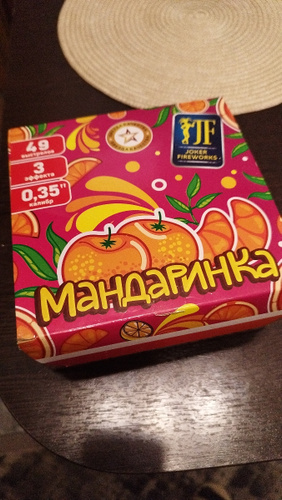 49
выстрелов
3
эффекта
0,35"
калибр
JF
JOKER
FIREWORKS
Мандаринка